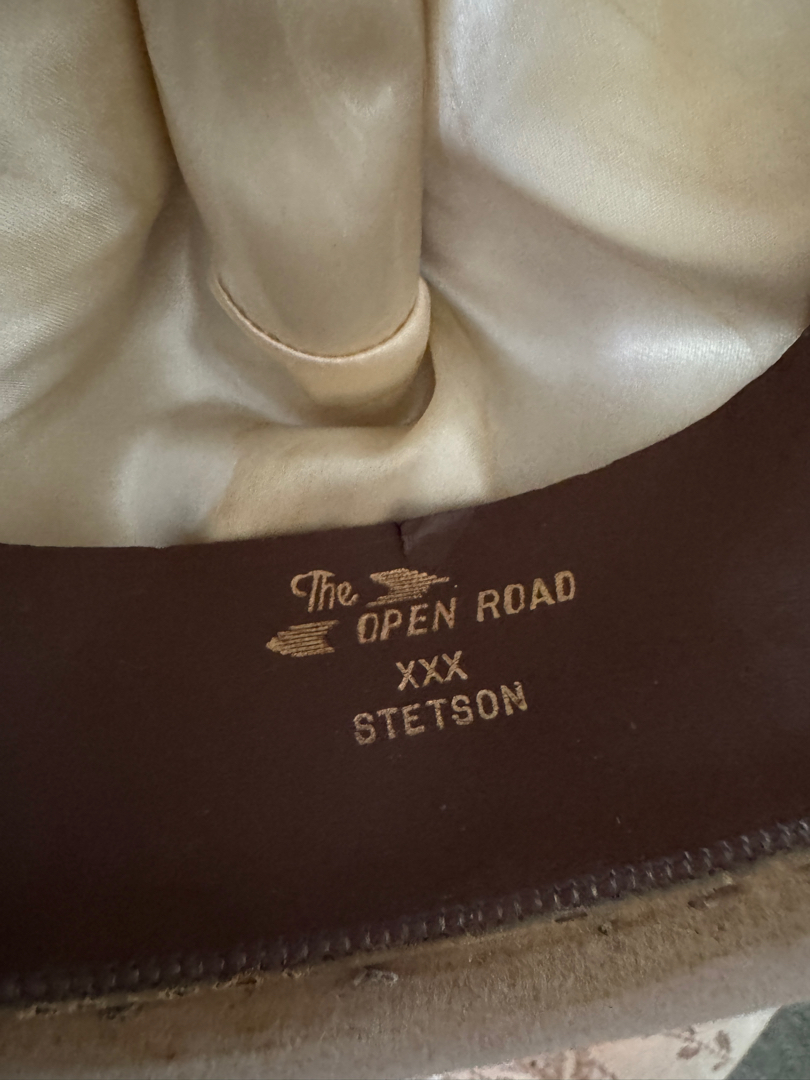 The
OPEN ROAD
XXX
STETSON